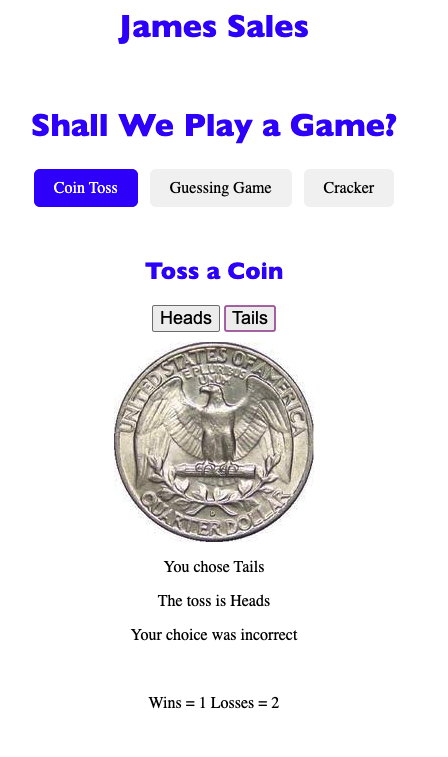 James Sales
Shall We Play a Game?
Coin Toss Guessing Game Cracker
Toss a Coin
Heads Tails
UNITED STATES OF AMERICA
E PLURIBUS
UNUM
D
QUARTER DOLLAR
You chose Tails
The toss is Heads
Your choice was incorrect
Wins = 1 Losses = 2